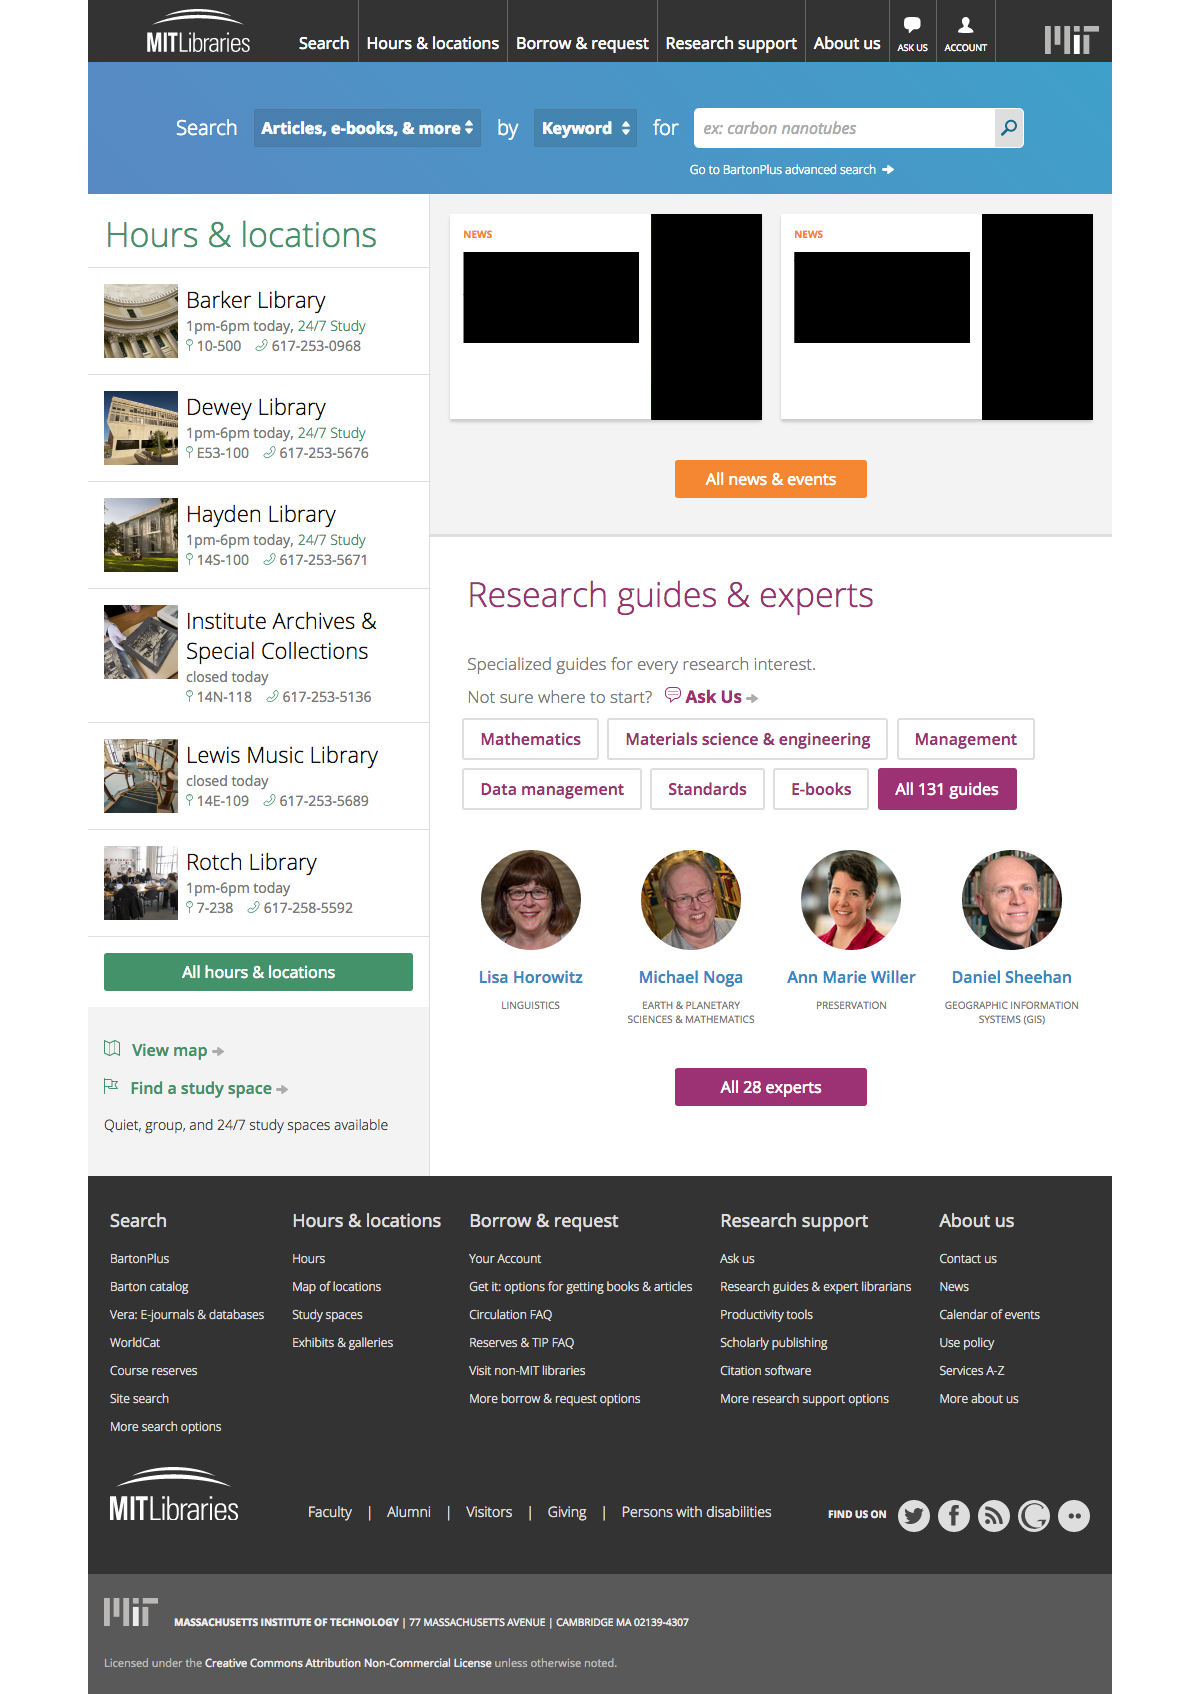 MITLibraries
Search
Hours & locations
Borrow & request
Research support
About us
ASK US
ACCOUNT
MIT
Search Articles, e-books, & more by Keyword for ex: carbon nanotubes
Go to BartonPlus advanced search
Hours & locations
Barker Library
1pm-6pm today, 24/7 Study
10-500 617-253-0968
Dewey Library
1pm-6pm today, 24/7 Study
E53-100 617-253-5676
Hayden Library
1pm-6pm today, 24/7 Study
14S-100 617-253-5671
Institute Archives &
Special Collections
closed today
14N-118 617-253-5136
Lewis Music Library
closed today
14E-109 617-253-5689
Rotch Library
1pm-6pm today
7-238 617-258-5592
All hours & locations
View map
Find a study space
Quiet, group, and 24/7 study spaces available
NEWS
NEWS
All news & events
Research guides & experts
Specialized guides for every research interest.
Not sure where to start? Ask Us
Mathematics
Materials science & engineering
Management
Data management
Standards
E-books
All 131 guides
Lisa Horowitz
LINGUISTICS
Michael Noga
EARTH & PLANETARY
SCIENCES & MATHEMATICS
Ann Marie Willer
PRESERVATION
Daniel Sheehan
GEOGRAPHIC INFORMATION
SYSTEMS (GIS)
All 28 experts
Search
BartonPlus
Barton catalog
Vera: E-journals & databases
WorldCat
Course reserves
Site search
More search options
Hours & locations
Hours
Map of locations
Study spaces
Exhibits & galleries
Borrow & request
Your Account
Get it: options for getting books & articles
Circulation FAQ
Reserves & TIP FAQ
Visit non-MIT libraries
More borrow & request options
Research support
Ask us
Research guides & expert librarians
Productivity tools
Scholarly publishing
Citation software
More research support options
About us
Contact us
News
Calendar of events
Use policy
Services A-Z
More about us
MITLibraries
Faculty | Alumni | Visitors | Giving | Persons with disabilities
FIND US ON
MIT
MASSACHUSETTS INSTITUTE OF TECHNOLOGY | 77 MASSACHUSETTS AVENUE | CAMBRIDGE MA 02139-4307
Licensed under the Creative Commons Attribution Non-Commercial License unless otherwise noted.